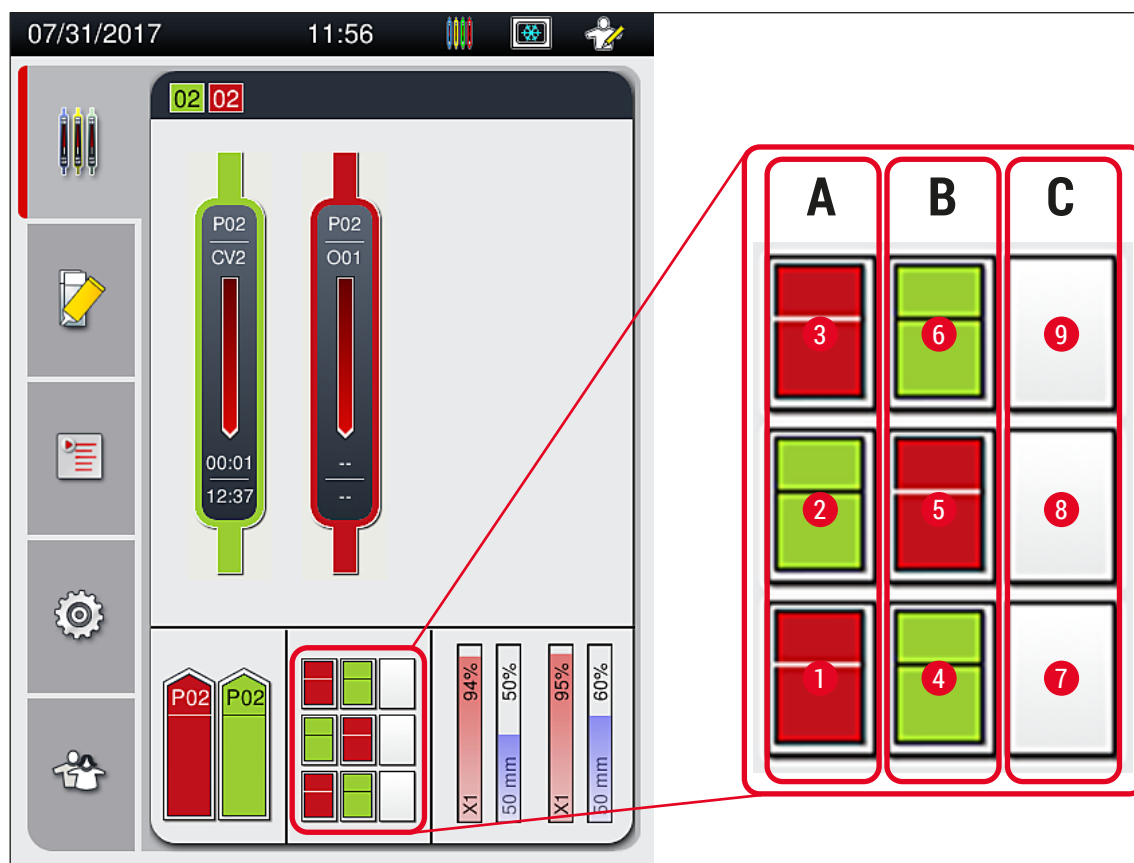 07/31/2017 11:56
02 02
P02 P02
CV2 O01
00:01 --
12:37 --
P02 P02
X1 94%
50 mm 50%
X1 95%
50 mm 60%
A B C
3 6 9
2 5 8
1 4 7